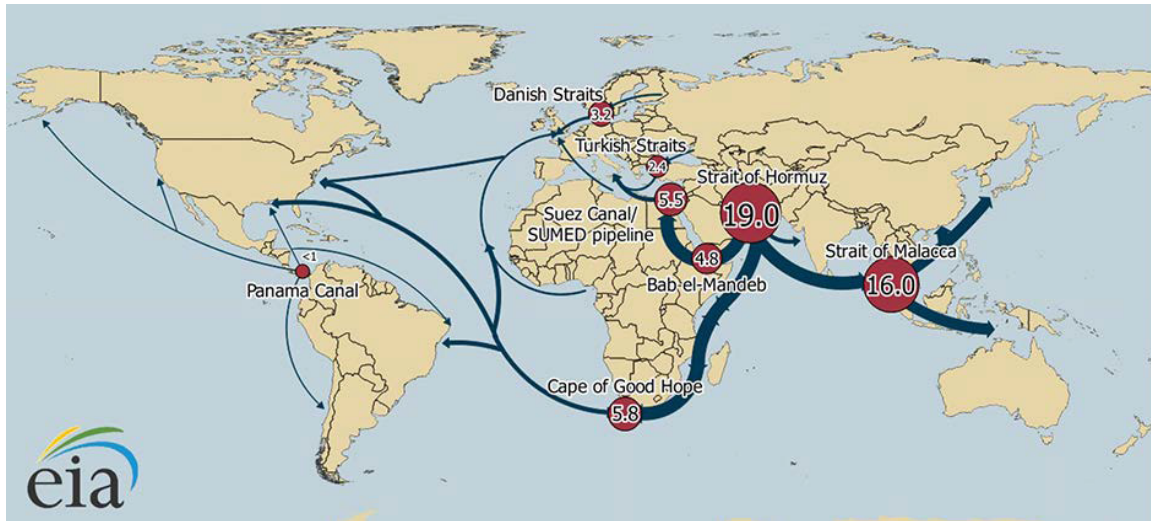 Danish Straits
3.2
Turkish Straits
2.4
Strait of Hormuz
19.0
5.5
Suez Canal/
SUMED pipeline
4.8
Bab el-Mandeb
Strait of Malacca
16.0
<1
Panama Canal
Cape of Good Hope
5.8
eia